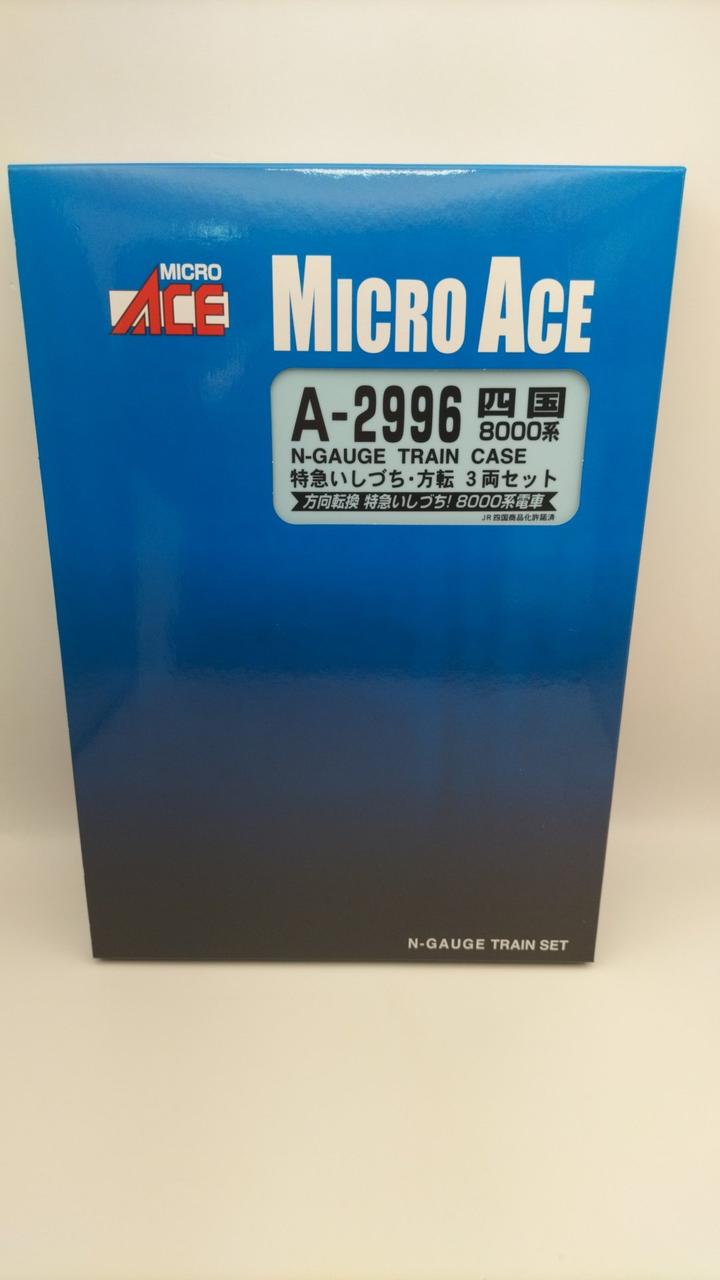 MICRO
ACE
MICRO ACE
A-2996 四国
8000系
N-GAUGE TRAIN CASE
特急いしづち・方転 3両セット
方向転換 特急いしづち! 8000系電車
JR四国商品化許諾済
N-GAUGE TRAIN SET